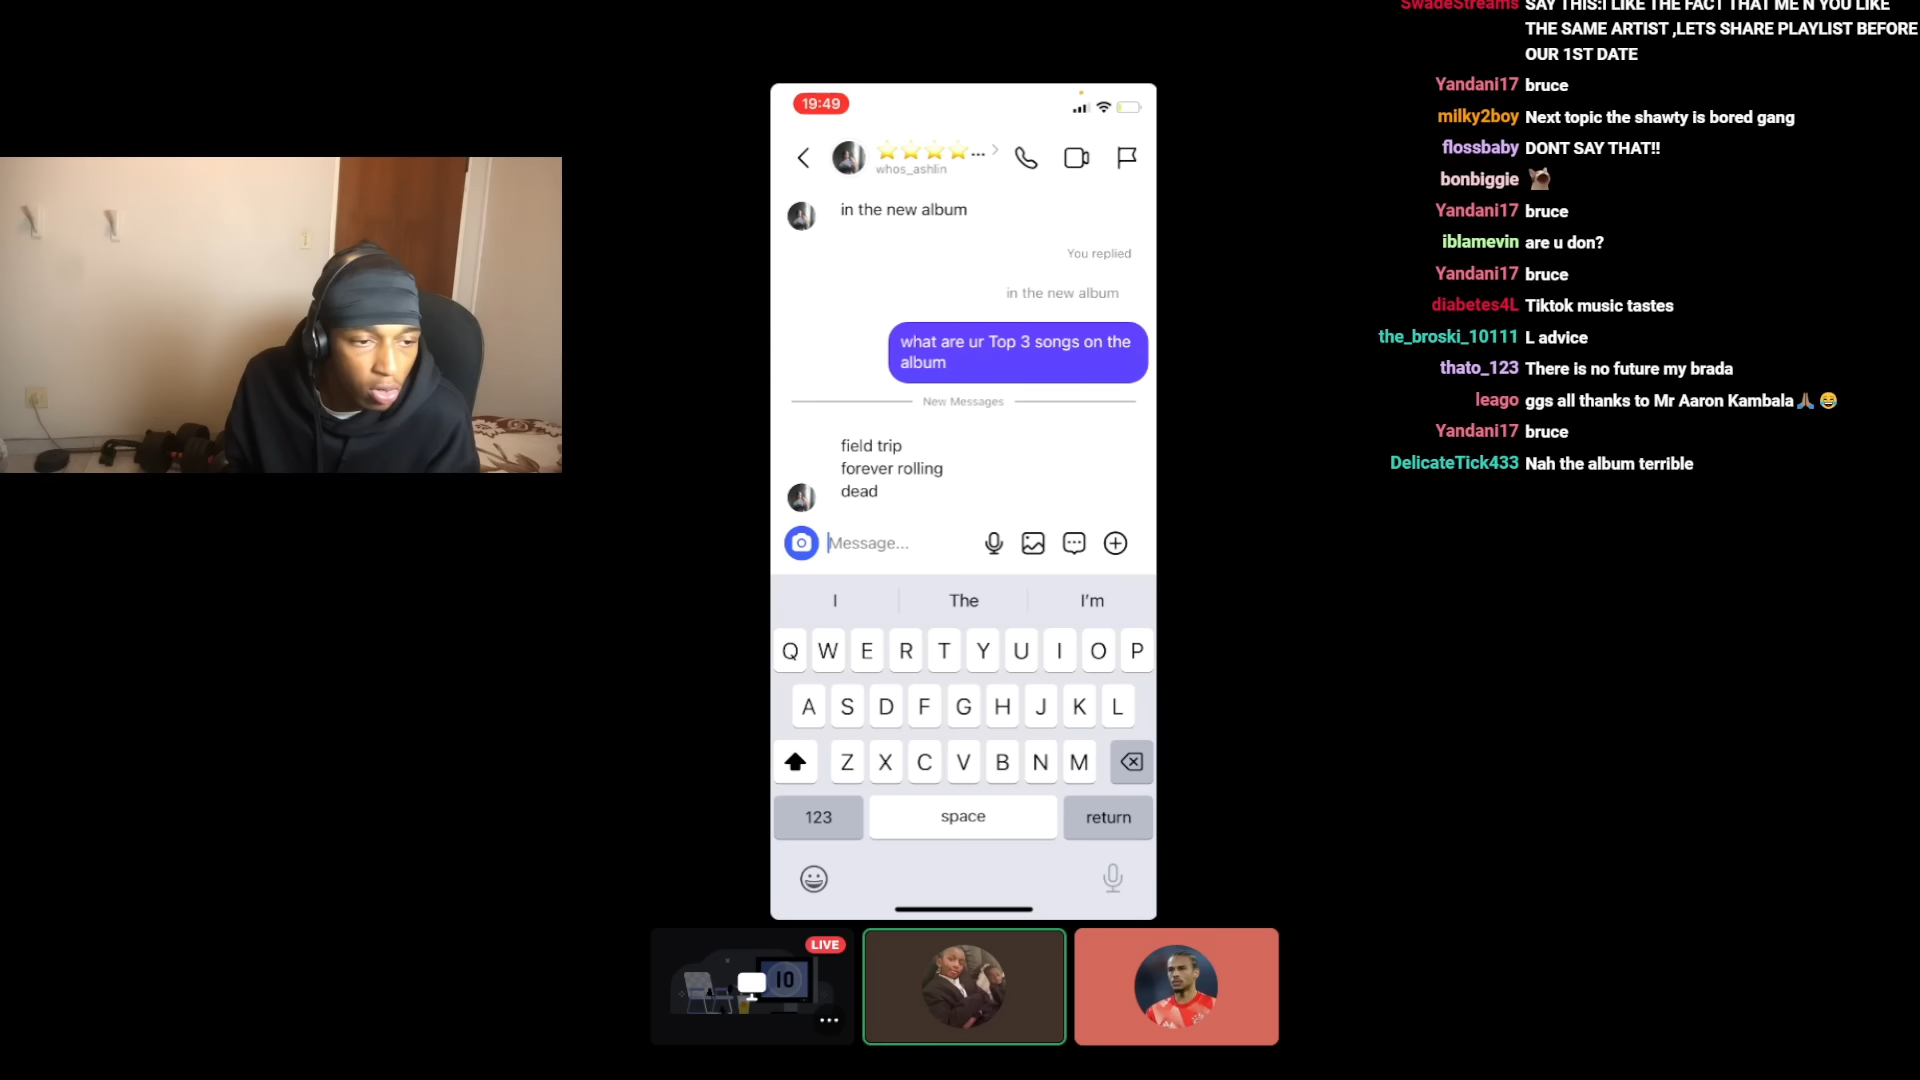 SwadeStreams SAY THIS:I LIKE THE FACT THAT ME N YOU LIKE
THE SAME ARTIST ,LETS SHARE PLAYLIST BEFORE
OUR 1ST DATE
Yandani17 bruce
milky2boy Next topic the shawty is bored gang
flossbaby DONT SAY THAT!!
bonbiggie
Yandani17 bruce
iblamevin are u don?
Yandani17 bruce
diabetes4L Tiktok music tastes
the_broski_10111 L advice
thato_123 There is no future my brada
leago ggs all thanks to Mr Aaron Kambala🙏🏽 😂
Yandani17 bruce
DelicateTick433 Nah the album terrible
19:49
⭐⭐⭐⭐...
whos_ashlin
in the new album
You replied
in the new album
what are ur Top 3 songs on the
album
New Messages
field trip
forever rolling
dead
Message...
I The I'm
Q W E R T Y U I O P
A S D F G H J K L
Z X C V B N M
123 space return
LIVE
10